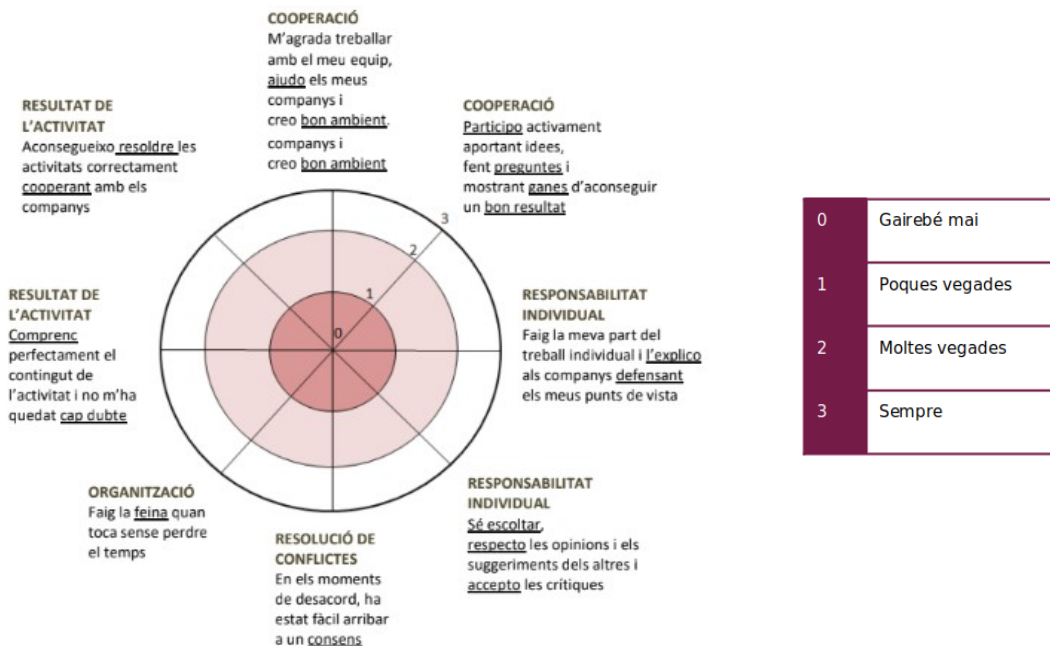 COOPERACIÓ
M'agrada treballar
amb el meu equip,
ajudo els meus
companys i
creo bon ambient.
companys i
creo bon ambient
RESULTAT DE
L'ACTIVITAT
Aconsegueixo resoldre les
activitats correctament
cooperant amb els
companys
COOPERACIÓ
Participo activament
aportant idees,
fent preguntes i
mostrant ganes d'aconseguir
un bon resultat
3
2
1
0
RESULTAT DE
L'ACTIVITAT
Comprenc
perfectament el
contingut de
l'activitat i no m'ha
quedat cap dubte
RESPONSABILITAT
INDIVIDUAL
Faig la meva part del
treball individual i l'explico
als companys defensant
els meus punts de vista
ORGANITZACIÓ
Faig la feina quan
toca sense perdre
el temps
RESOLUCIÓ DE
CONFLICTES
En els moments
de desacord, ha
estat fàcil arribar
a un consens
RESPONSABILITAT
INDIVIDUAL
Sé escoltar,
respecto les opinions i els
suggeriments dels altres i
accepto les crítiques
0 Gairebé mai
1 Poques vegades
2 Moltes vegades
3 Sempre